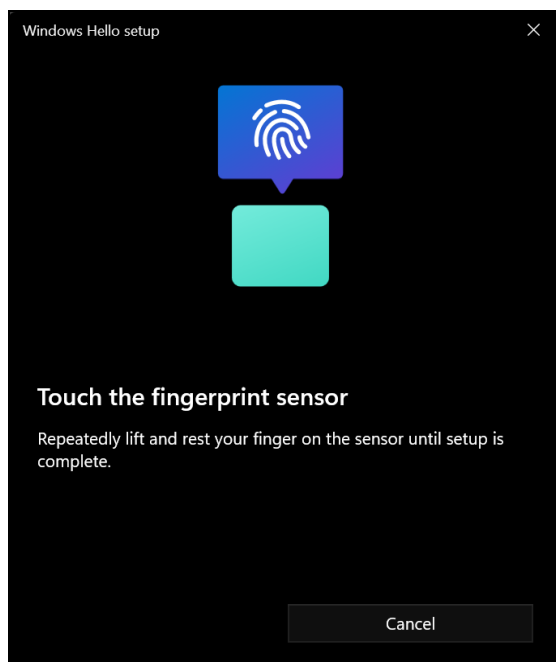 Windows Hello setup
Touch the fingerprint sensor
Repeatedly lift and rest your finger on the sensor until setup is
complete.
Cancel